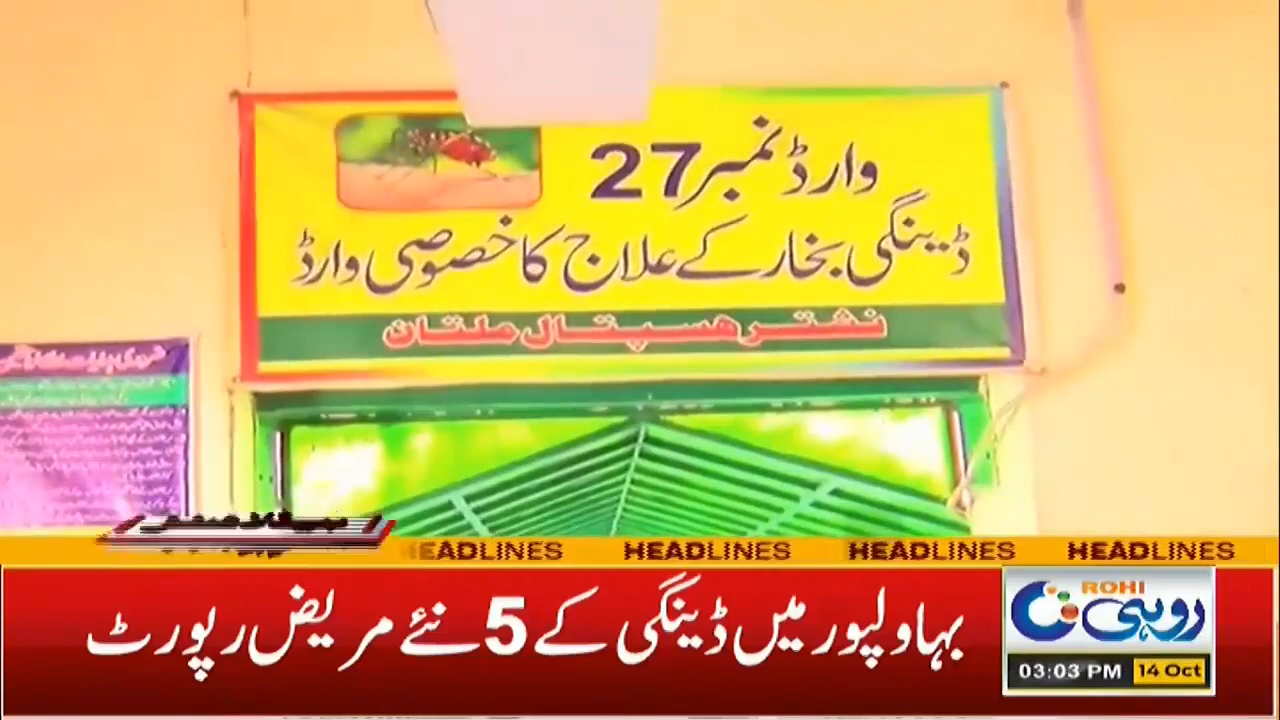 وارڈ نمبر 27
ڈینگی بخار کے علاج کا خصوصی وارڈ
نشتر ہسپتال ملتان
HEADLINES HEADLINES HEADLINES HEADLINES
بہاولپور میں ڈینگی کے 5 نئے مریض رپورٹ
ROHI
روہی
03:03 PM 14 Oct